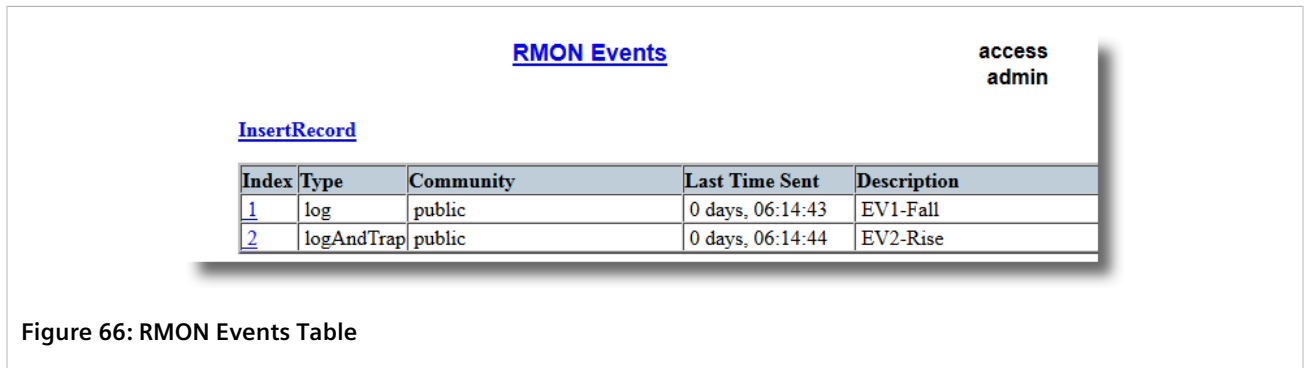 RMON Events
access
admin
InsertRecord
Index Type Community Last Time Sent Description
1 log public 0 days, 06:14:43 EV1-Fall
2 logAndTrap public 0 days, 06:14:44 EV2-Rise
Figure 66: RMON Events Table